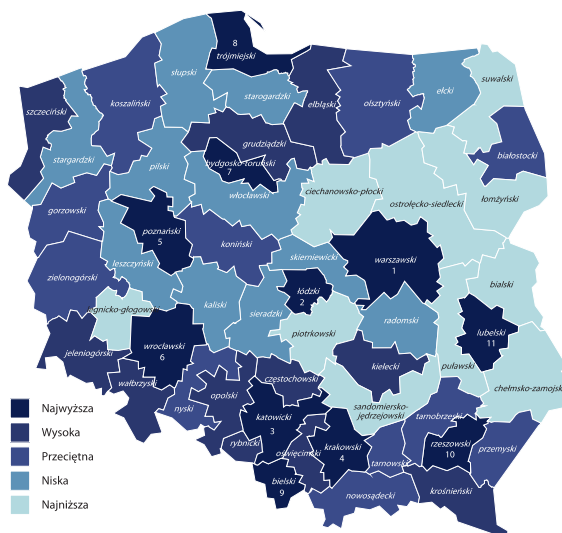 8
trójmiejski
słupski
koszaliński
elbląski
olsztyński
ełcki
suwalski
szczeciński
starogardzki
grudziądzki
białostocki
stargardzki
pilski
bydgosko-toruński
7
włocławski
ciechanowsko-płocki
ostrołęcko-siedlecki
łomżyński
gorzowski
poznański
5
koniński
skierniewicki
warszawski
1
zielonogórski
leszczyński
bialski
legnicko-głogowski
kaliski
sieradzki
łódzki
2
radomski
piotrkowski
lubelski
11
jeleniogórski
wrocławski
6
kielecki
puławski
wałbrzyski
częstochowski
chełmsko-zamojski
nyski
opolski
sandomiersko-
jędrzejowski
tarnobrzeski
katowicki
3
rybnicki
oświęcimski
krakowski
4
tarnowski
rzeszowski
10
przemyski
bielski
9
nowosądecki
krośnieński
Najwyższa
Wysoka
Przeciętna
Niska
Najniższa